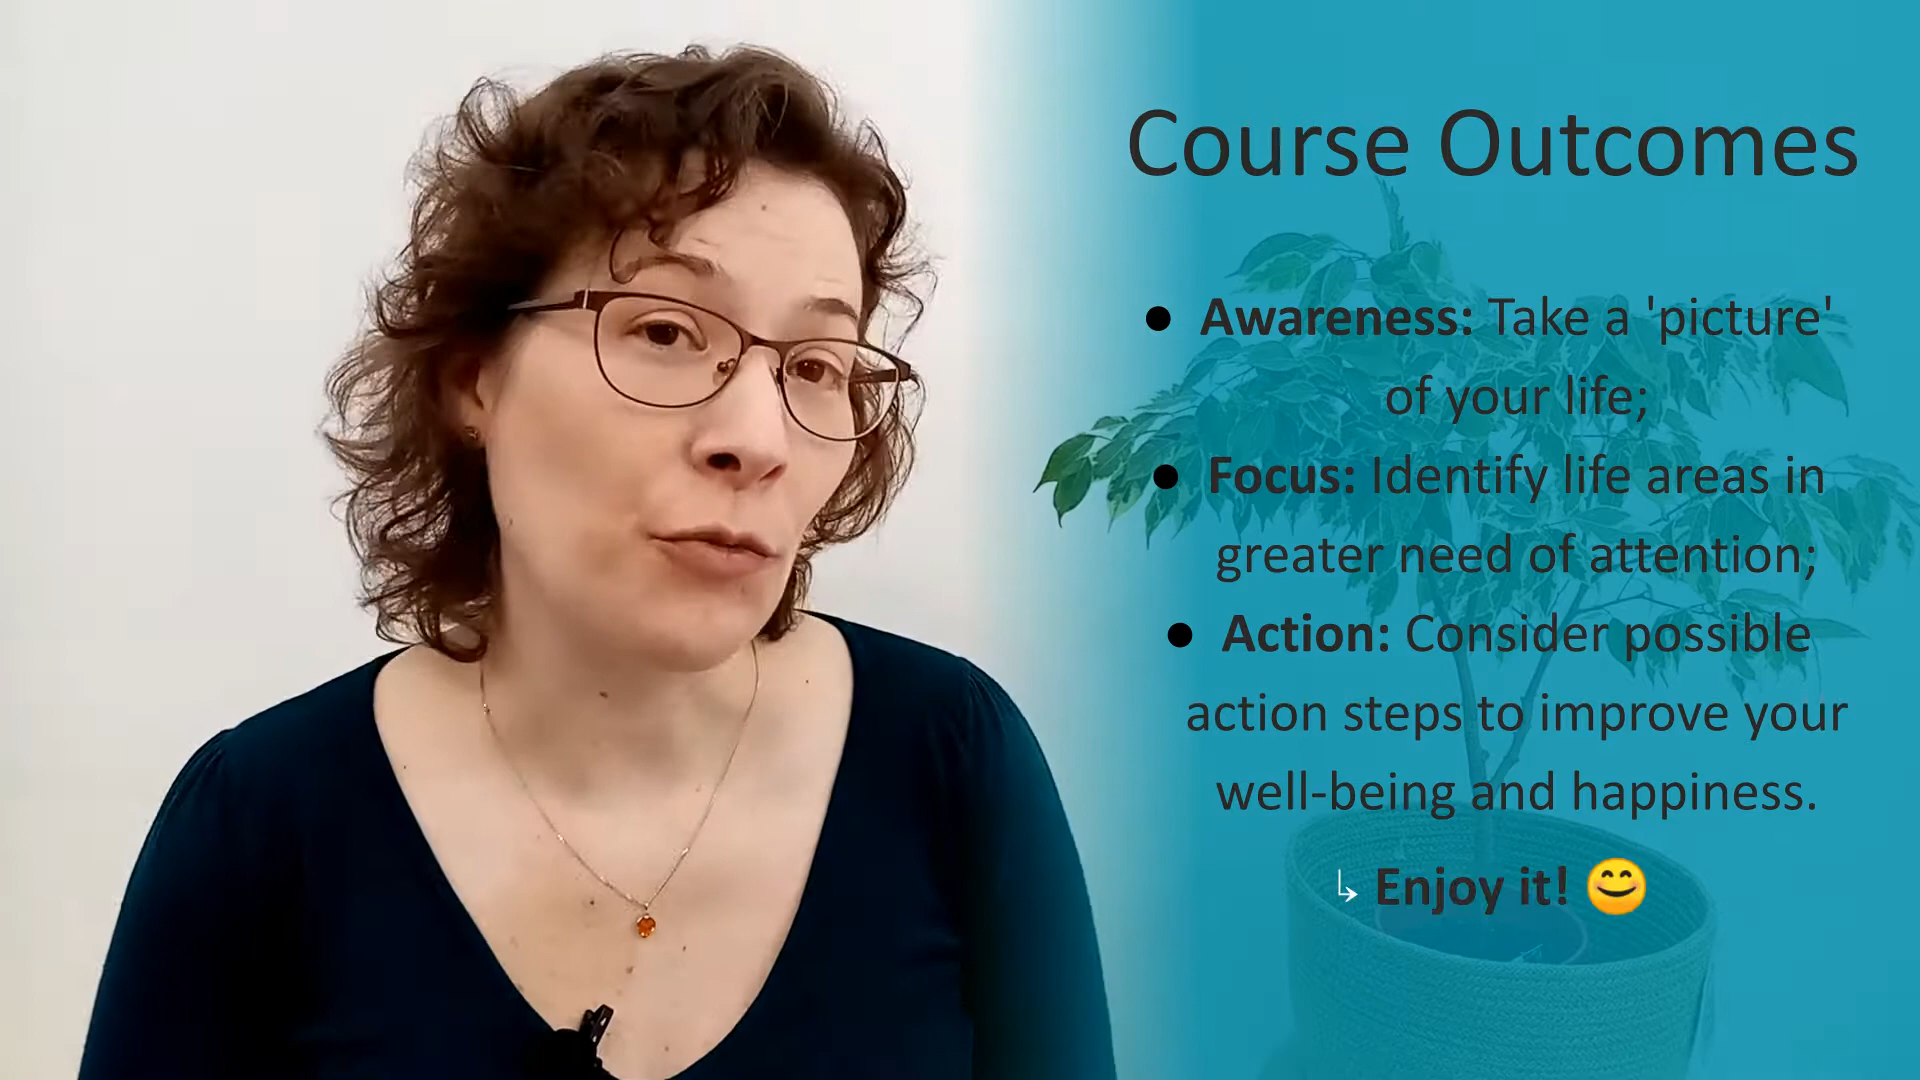 Course Outcomes
● Awareness: Take a 'picture'
of your life;
● Focus: Identify life areas in
greater need of attention;
● Action: Consider possible
action steps to improve your
well-being and happiness.
↳ Enjoy it! 😊